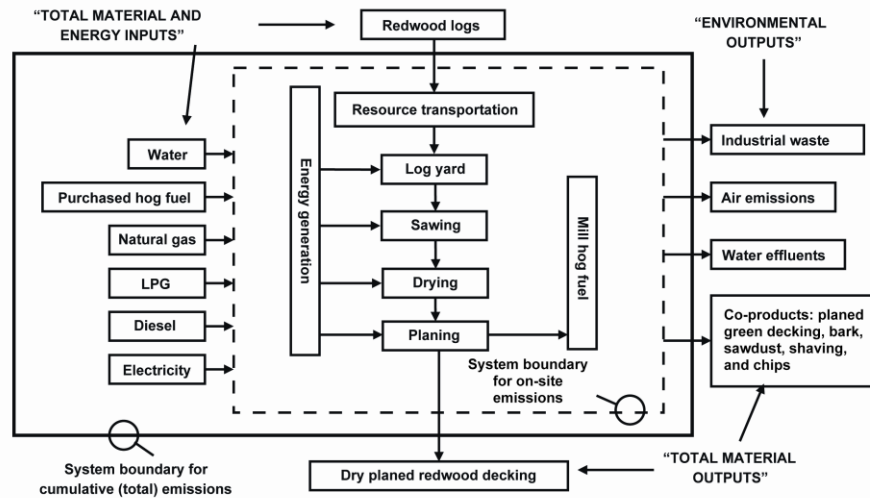 “TOTAL MATERIAL AND
ENERGY INPUTS”
Redwood logs
“ENVIRONMENTAL
OUTPUTS”
Resource transportation
Energy generation
Water
Purchased hog fuel
Natural gas
LPG
Diesel
Electricity
Log yard
Sawing
Drying
Planing
Mill hog fuel
System boundary
for on-site
emissions
Industrial waste
Air emissions
Water effluents
Co-products: planed
green decking, bark,
sawdust, shaving,
and chips
System boundary for
cumulative (total) emissions
Dry planed redwood decking
“TOTAL MATERIAL
OUTPUTS”